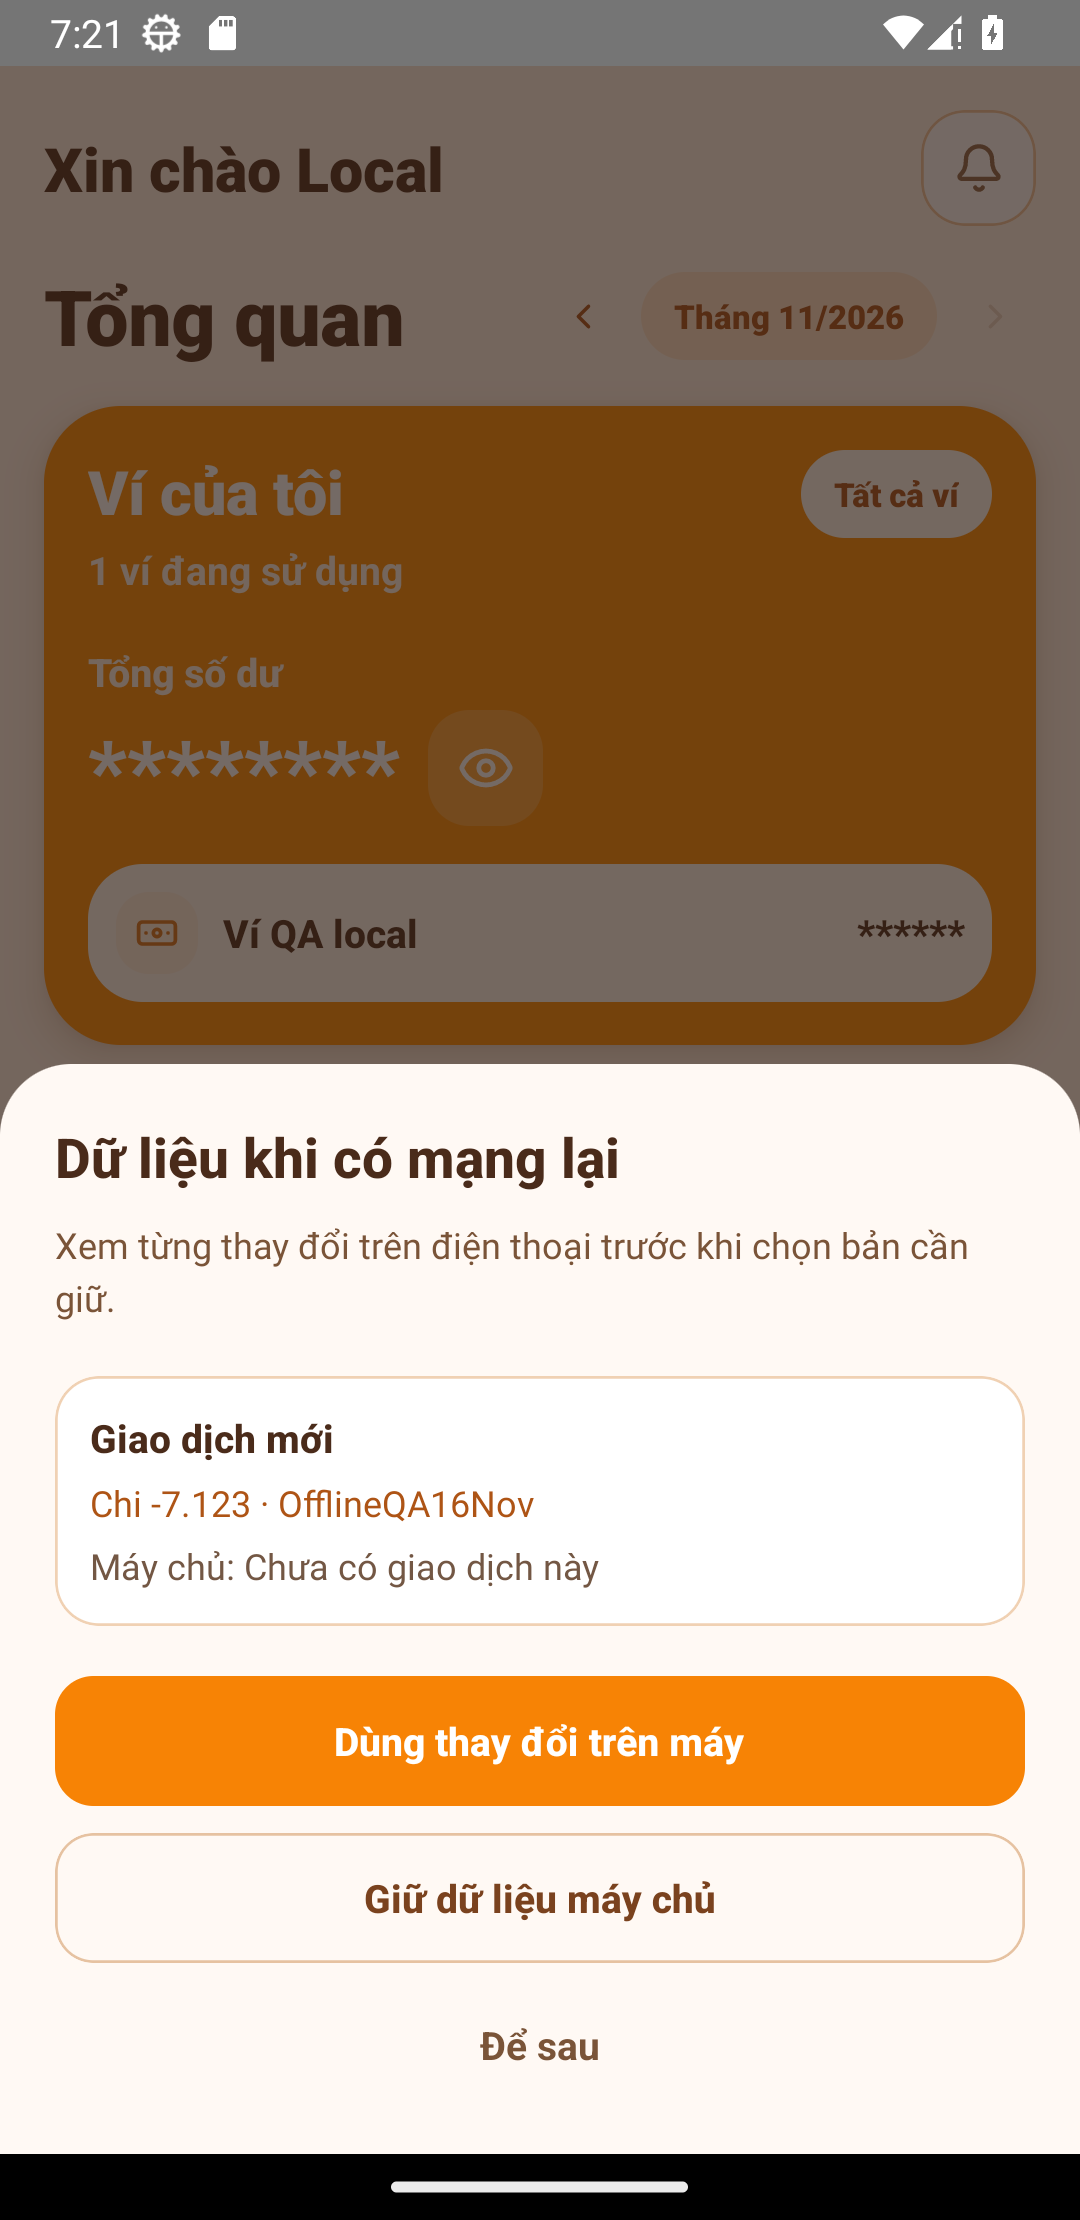 7:21
Xin chào Local
Tổng quan
Tháng 11/2026
Ví của tôi
Tất cả ví
1 ví đang sử dụng
Tổng số dư
********
Ví QA local
******
Dữ liệu khi có mạng lại
Xem từng thay đổi trên điện thoại trước khi chọn bản cần
giữ.
Giao dịch mới
Chi -7.123 · OfflineQA16Nov
Máy chủ: Chưa có giao dịch này
Dùng thay đổi trên máy
Giữ dữ liệu máy chủ
Để sau